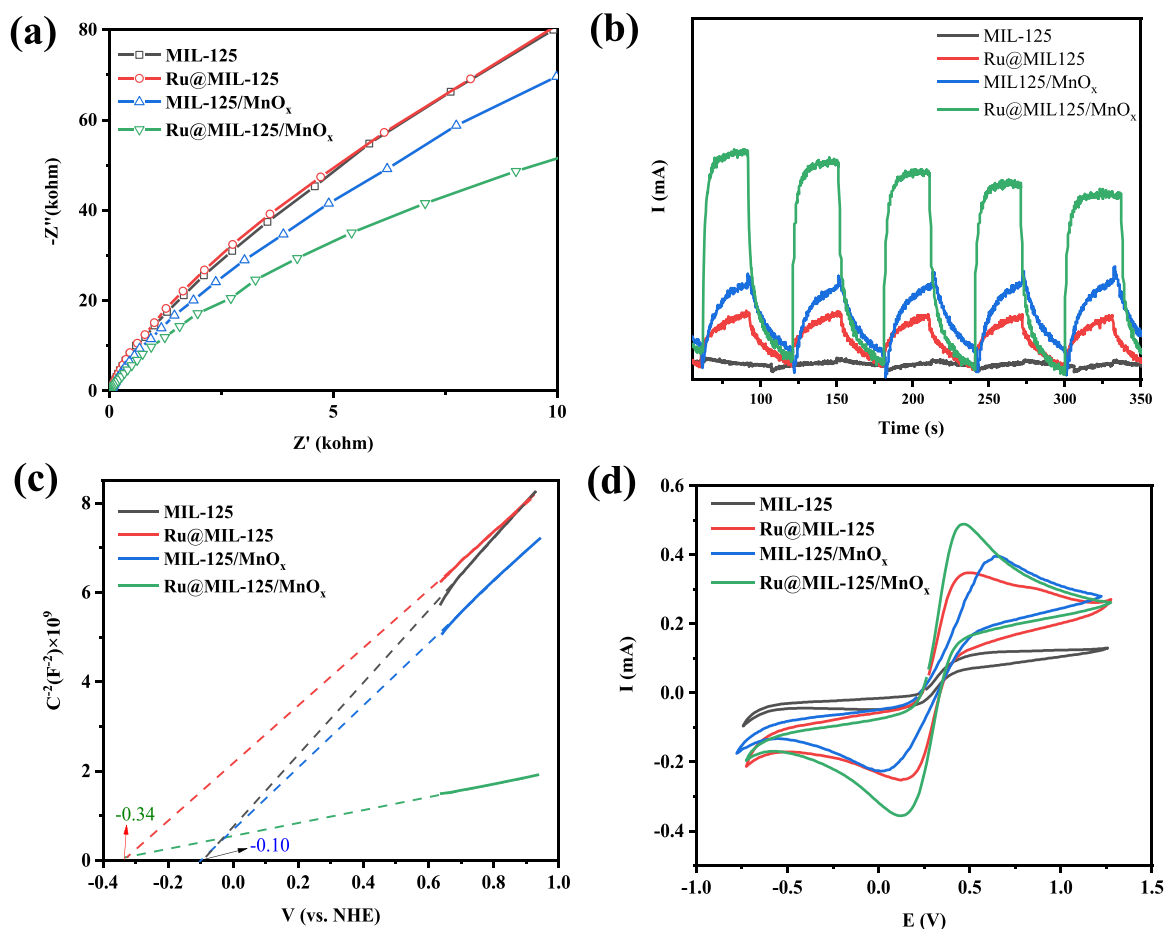 (a)
MIL-125
Ru@MIL-125
MIL-125/MnOₓ
Ru@MIL-125/MnOₓ
80
60
40
20
0
0
5
10
-Z''(kohm)
Z' (kohm)
(b)
MIL-125
Ru@MIL125
MIL125/MnOₓ
Ru@MIL125/MnOₓ
I (mA)
100
150
200
250
300
350
Time (s)
(c)
MIL-125
Ru@MIL-125
MIL-125/MnOₓ
Ru@MIL-125/MnOₓ
8
6
4
2
0
-0.34
-0.10
-0.4
-0.2
0.0
0.2
0.4
0.6
0.8
1.0
C⁻²(F⁻²)×10⁹
V (vs. NHE)
(d)
MIL-125
Ru@MIL-125
MIL-125/MnOₓ
Ru@MIL-125/MnOₓ
0.6
0.4
0.2
0.0
-0.2
-0.4
-1.0
-0.5
0.0
0.5
1.0
1.5
I (mA)
E (V)